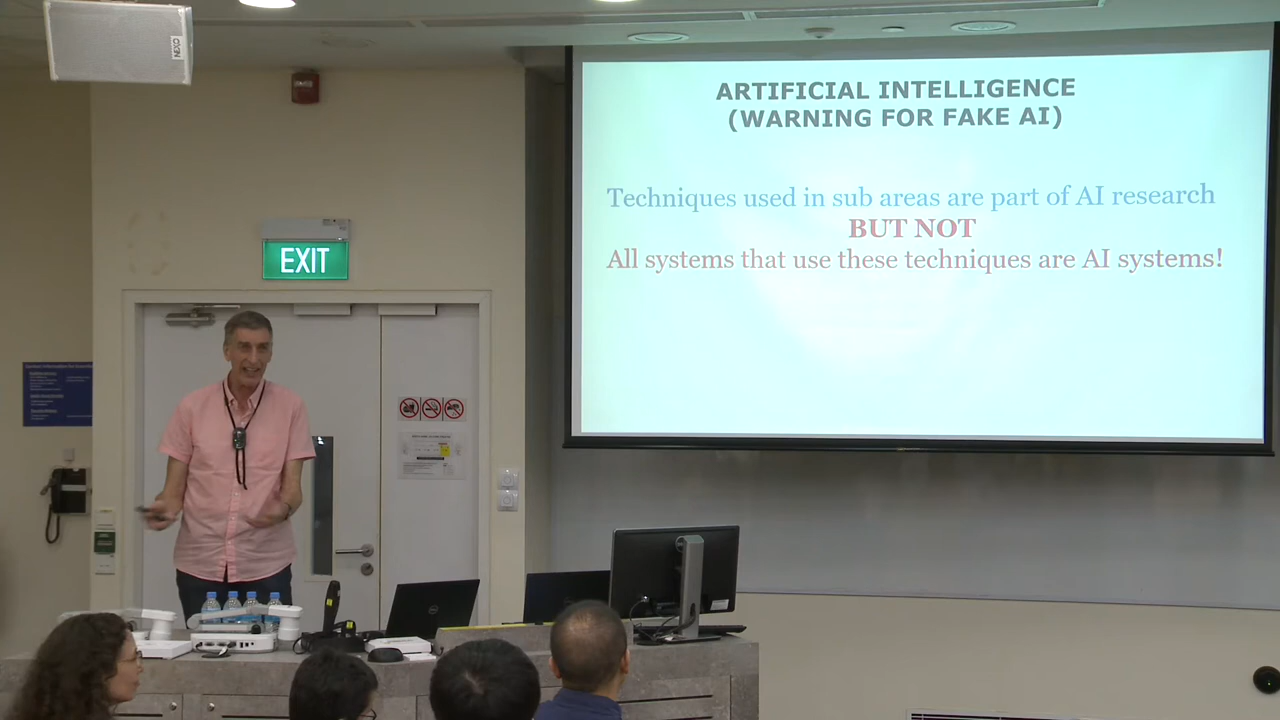 NEXO
ARTIFICIAL INTELLIGENCE
(WARNING FOR FAKE AI)
Techniques used in sub areas are part of AI research
BUT NOT
All systems that use these techniques are AI systems!
EXIT